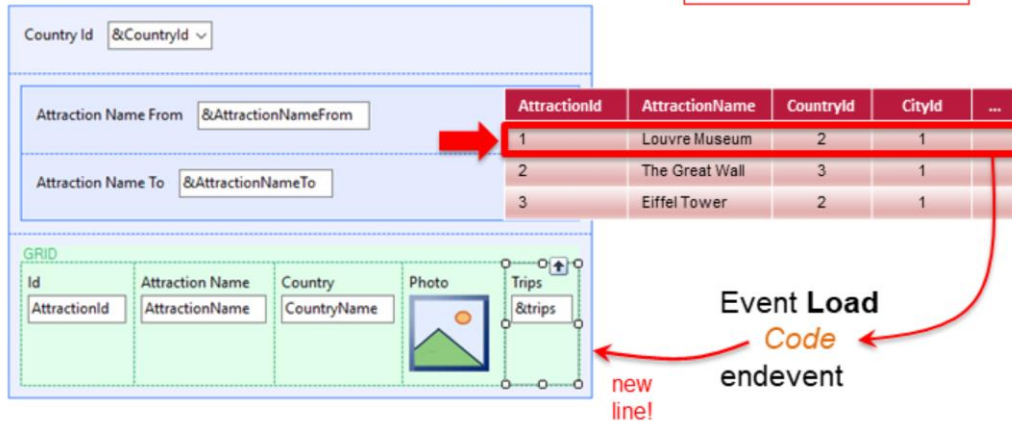 Country Id &CountryId
Attraction Name From &AttractionNameFrom
Attraction Name To &AttractionNameTo
AttractionId AttractionName CountryId CityId ...
1 Louvre Museum 2 1
2 The Great Wall 3 1
3 Eiffel Tower 2 1
GRID
Id Attraction Name Country Photo Trips
AttractionId AttractionName CountryName &trips
Event Load
Code
endevent
new
line!